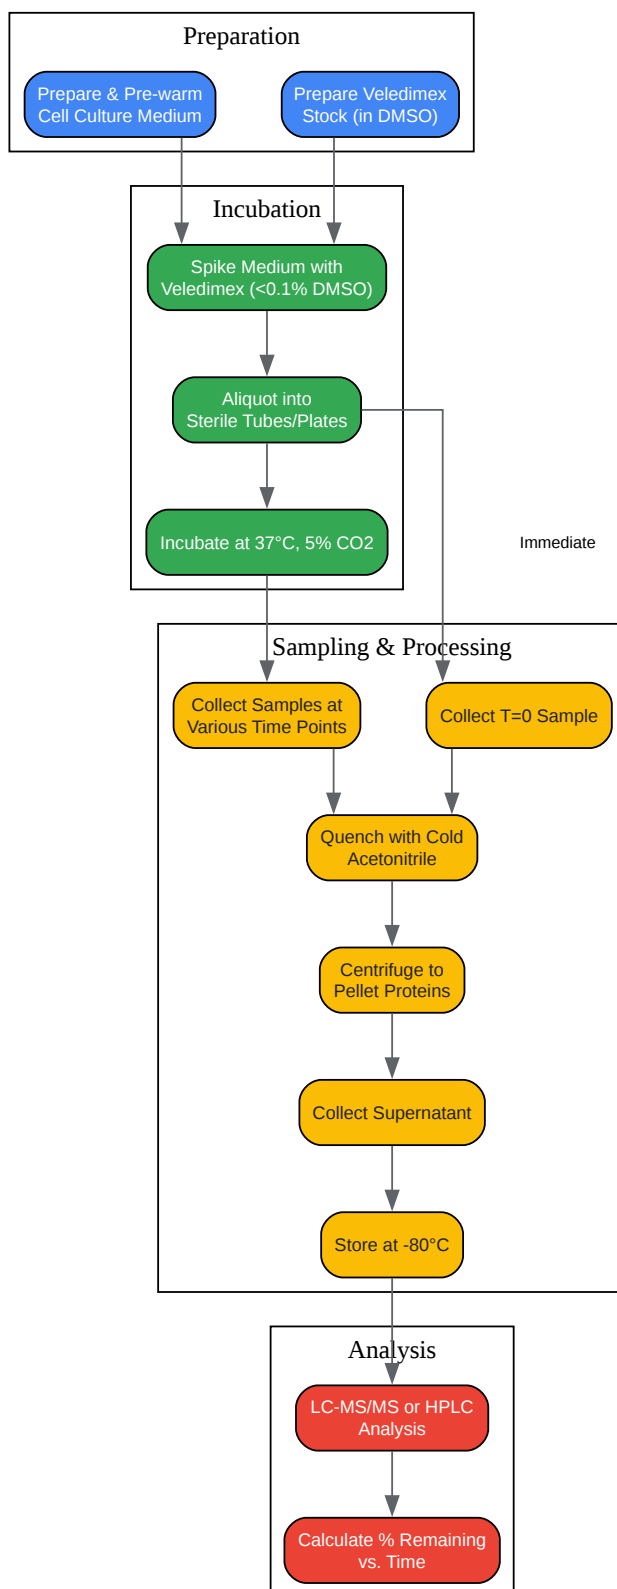 Preparation
Prepare & Pre-warm
Cell Culture Medium
Prepare Veledimex
Stock (in DMSO)
Incubation
Spike Medium with
Veledimex (<0.1% DMSO)
Aliquot into
Sterile Tubes/Plates
Incubate at 37°C, 5% CO2
Immediate
Sampling & Processing
Collect Samples at
Various Time Points
Collect T=0 Sample
Quench with Cold
Acetonitrile
Centrifuge to
Pellet Proteins
Collect Supernatant
Store at -80°C
Analysis
LC-MS/MS or HPLC
Analysis
Calculate % Remaining
vs. Time